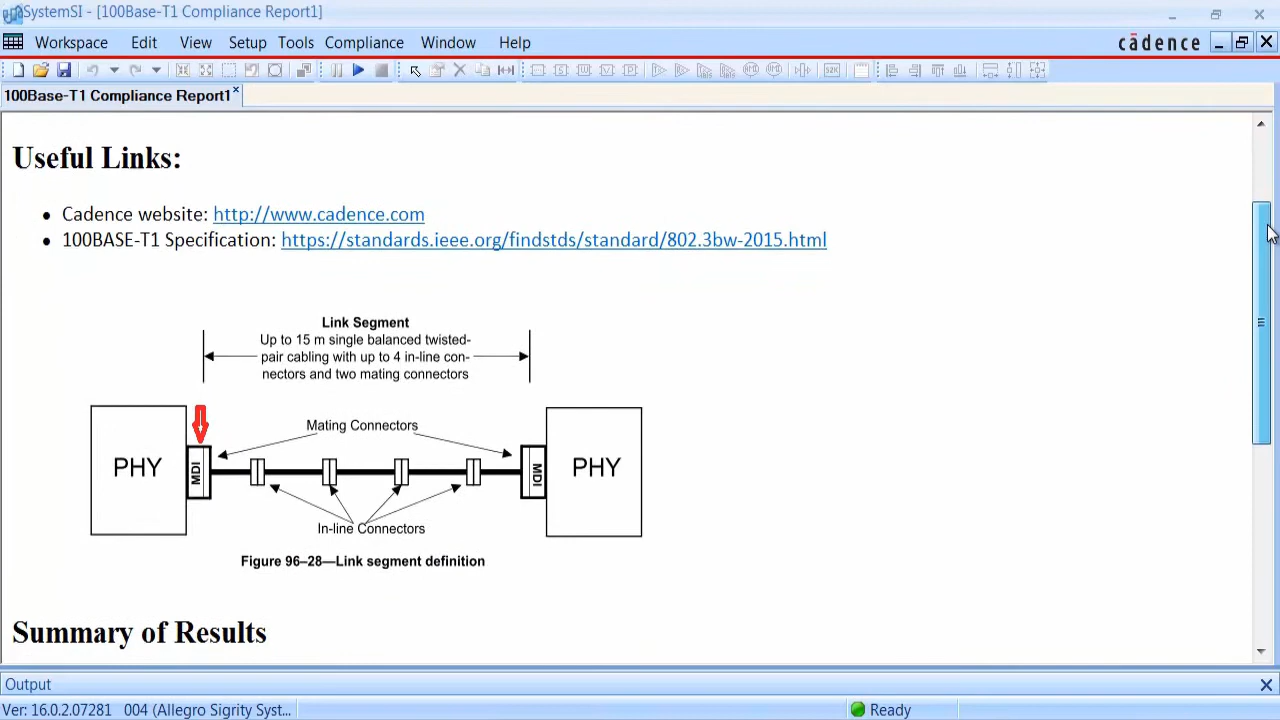 SystemSI - [100Base-T1 Compliance Report1]
Workspace Edit View Setup Tools Compliance Window Help
cādence
100Base-T1 Compliance Report1
Useful Links:
• Cadence website: http://www.cadence.com
• 100BASE-T1 Specification: https://standards.ieee.org/findstds/standard/802.3bw-2015.html
Link Segment
Up to 15 m single balanced twisted-
pair cabling with up to 4 in-line con-
nectors and two mating connectors
Mating Connectors
PHY
MDI
MDI
PHY
In-line Connectors
Figure 96–28—Link segment definition
Summary of Results
Output
Ver: 16.0.2.07281 004 (Allegro Sigrity Syst...
Ready